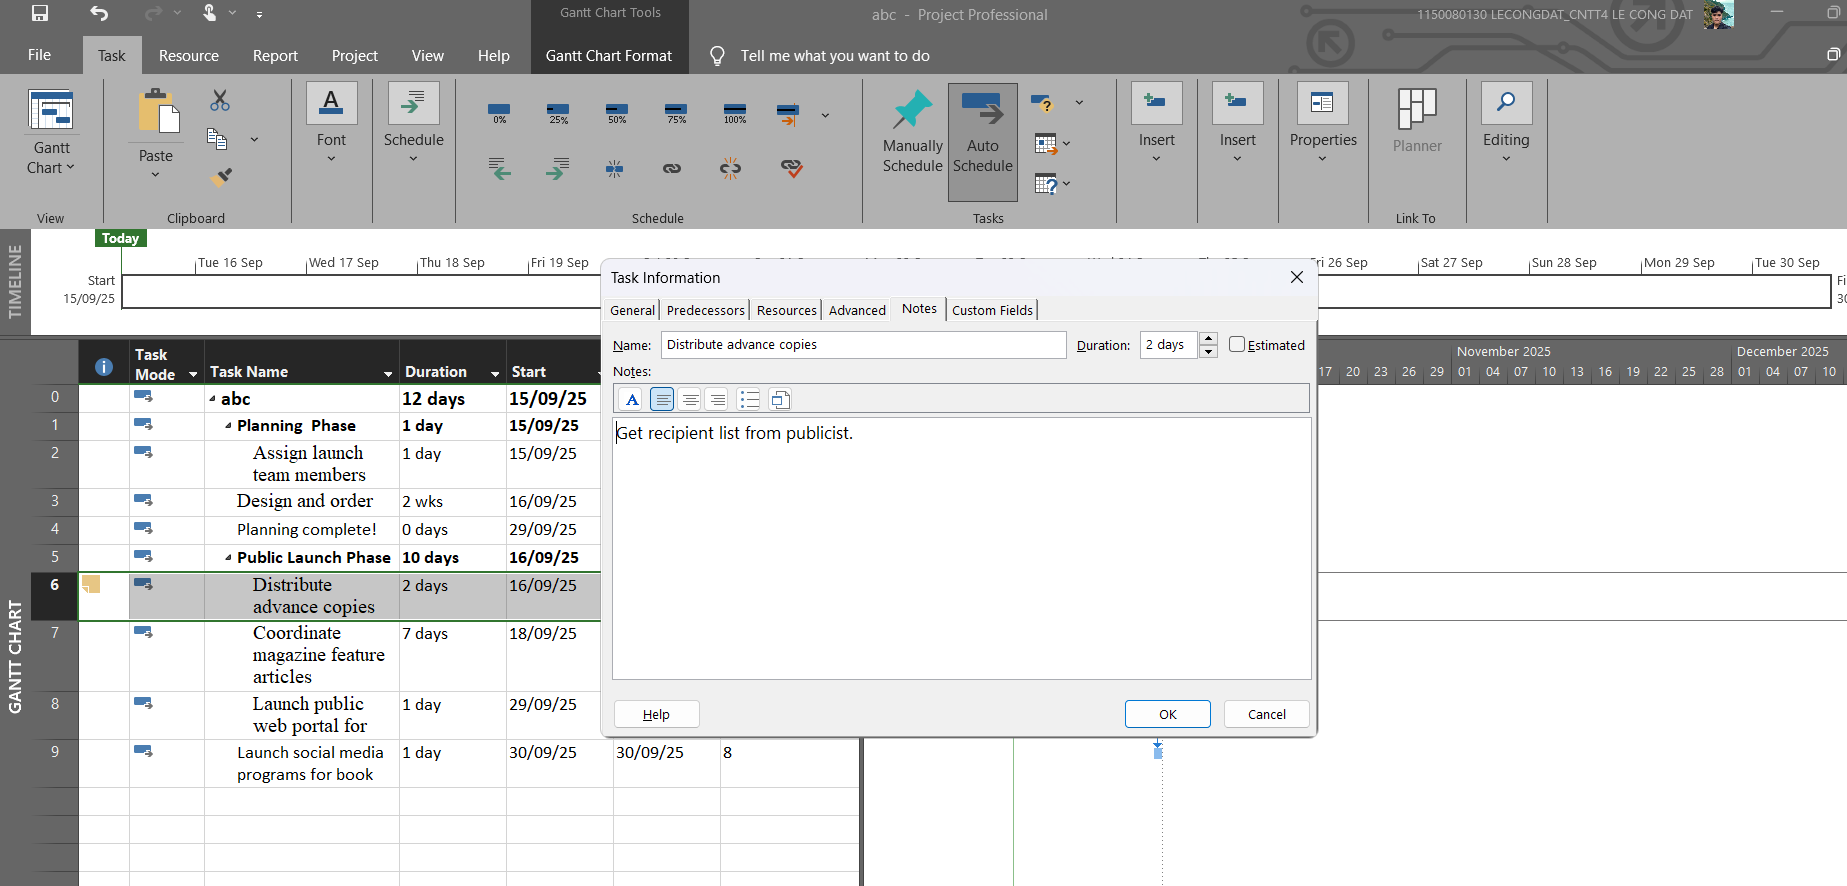 Gantt Chart Tools
abc - Project Professional
1150080130 LECONGDAT_CNTT4 LE CONG DAT
File
Task
Resource
Report
Project
View
Help
Gantt Chart Format
Tell me what you want to do
Gantt
Chart
View
Paste
Clipboard
Font
Schedule
0%
25%
50%
75%
100%
Schedule
Manually
Schedule
Auto
Schedule
Tasks
Insert
Insert
Properties
Planner
Link To
Editing
TIMELINE
Today
Start
15/09/25
Tue 16 Sep
Wed 17 Sep
Thu 18 Sep
Fri 19 Sep
Fri 26 Sep
Sat 27 Sep
Sun 28 Sep
Mon 29 Sep
Tue 30 Sep
Fi
30
GANTT CHART
Task
Mode
Task Name
Duration
Start
0 abc 12 days 15/09/25
1 Planning Phase 1 day 15/09/25
2 Assign launch 1 day 15/09/25
team members
3 Design and order 2 wks 16/09/25
4 Planning complete! 0 days 29/09/25
5 Public Launch Phase 10 days 16/09/25
6 Distribute 2 days 16/09/25
advance copies
7 Coordinate 7 days 18/09/25
magazine feature
articles
8 Launch public 1 day 29/09/25
web portal for
9 Launch social media 1 day 30/09/25 30/09/25 8
programs for book
November 2025
December 2025
17 20 23 26 29 01 04 07 10 13 16 19 22 25 28 01 04 07 10
Task Information
General
Predecessors
Resources
Advanced
Notes
Custom Fields
Name: Distribute advance copies
Duration: 2 days
Estimated
Notes:
Get recipient list from publicist.
Help
OK
Cancel